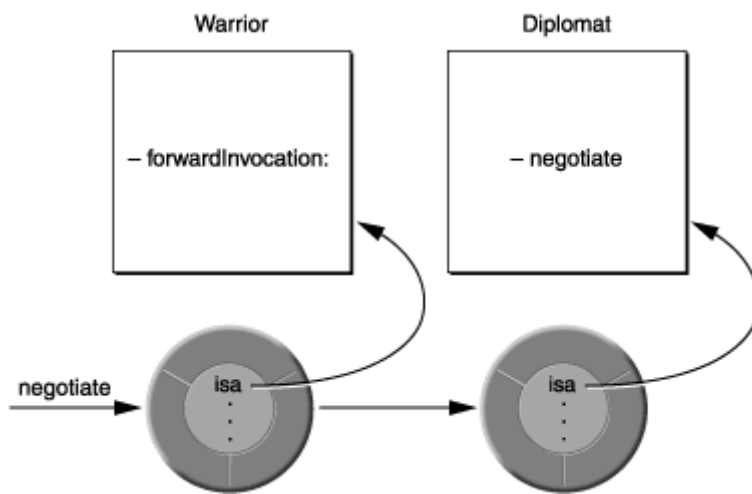 Warrior
Diplomat
– forwardInvocation:
– negotiate
negotiate
isa
isa